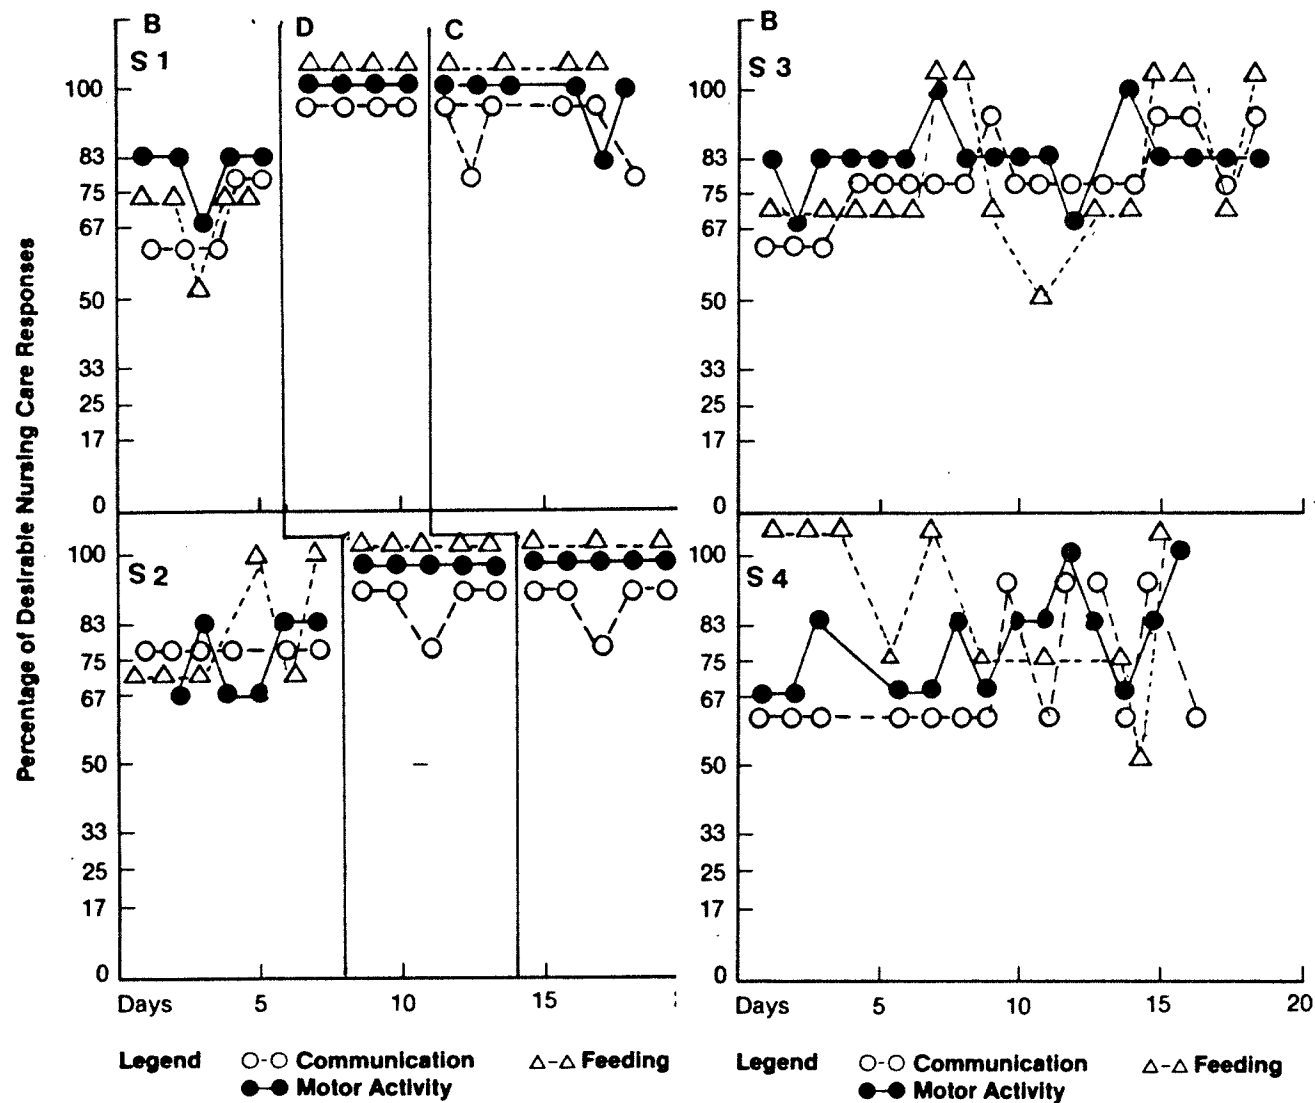 Percentage of Desirable Nursing Care Responses
B D C
S 1
100
83
75
67
50
33
25
17
0
S 2
100
83
75
67
50
33
25
17
0
Days 5 10 15
Legend Communication Feeding
Motor Activity
B
S 3
100
83
75
67
50
33
25
17
0
S 4
100
83
75
67
50
33
25
17
0
Days 5 10 15 20
Legend Communication Feeding
Motor Activity